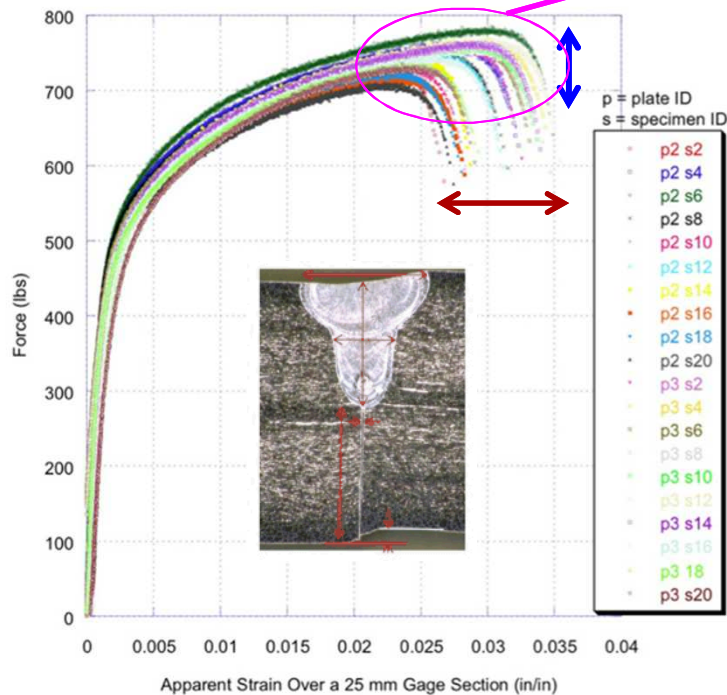 800
700
600
500
400
300
200
100
0
Force (lbs)
0
0.005
0.01
0.015
0.02
0.025
0.03
0.035
0.04
Apparent Strain Over a 25 mm Gage Section (in/in)
p = plate ID
s = specimen ID
p2 s2
p2 s4
p2 s6
p2 s8
p2 s10
p2 s12
p2 s14
p2 s16
p2 s18
p2 s20
p3 s2
p3 s4
p3 s6
p3 s8
p3 s10
p3 s12
p3 s14
p3 s16
p3 18
p3 s20